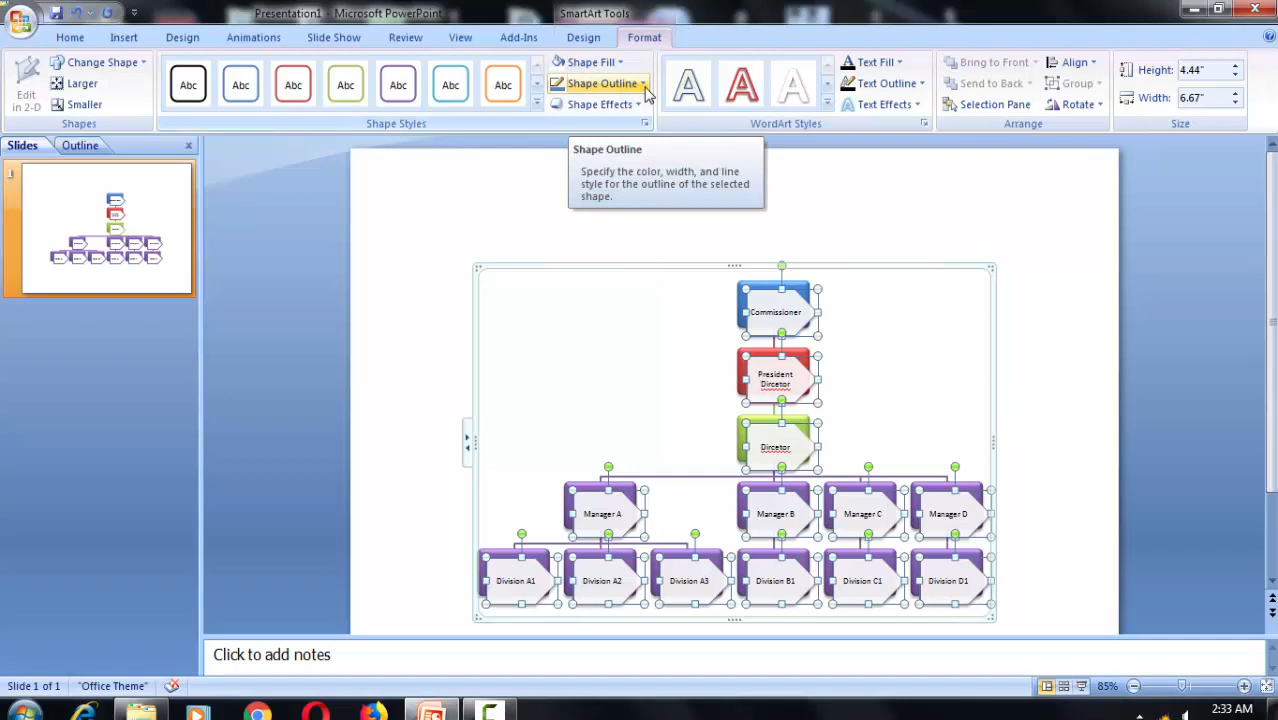 Presentation1 - Microsoft PowerPoint
SmartArt Tools
Home Insert Design Animations Slide Show Review View Add-Ins Design Format
Edit in 2-D
Change Shape
Larger
Smaller
Shapes
Abc Abc Abc Abc Abc Abc Abc
Shape Fill
Shape Outline
Shape Effects
Shape Styles
A A A
Text Fill
Text Outline
Text Effects
WordArt Styles
Bring to Front
Send to Back
Selection Pane
Align
Group
Rotate
Arrange
Height: 4.44"
Width: 6.67"
Size
Slides Outline
1
Shape Outline
Specify the color, width, and line
style for the outline of the selected
shape.
Commissioner
President
Dircetor
Dircetor
Manager A Manager B Manager C Manager D
Division A1 Division A2 Division A3 Division B1 Division C1 Division D1
Click to add notes
Slide 1 of 1 "Office Theme" 85%
2:33 AM